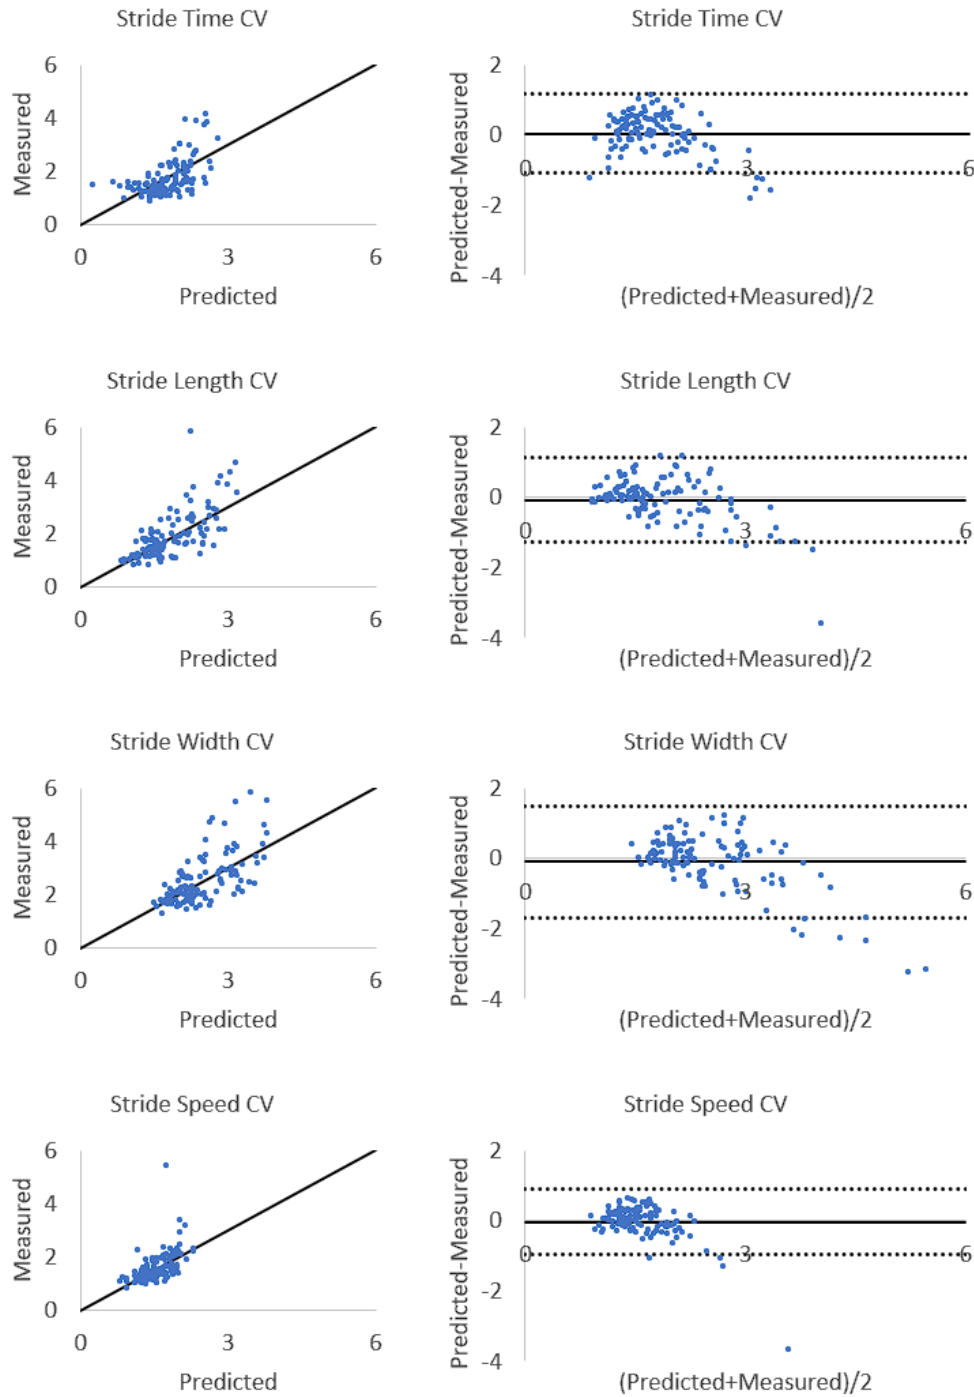 Stride Time CV
6
4
2
0
Measured
0
3
6
Predicted
Stride Time CV
2
0
-2
-4
Predicted-Measured
0
3
6
(Predicted+Measured)/2
Stride Length CV
6
4
2
0
Measured
0
3
6
Predicted
Stride Length CV
2
0
-2
-4
Predicted-Measured
0
3
6
(Predicted+Measured)/2
Stride Width CV
6
4
2
0
Measured
0
3
6
Predicted
Stride Width CV
2
0
-2
-4
Predicted-Measured
0
3
6
(Predicted+Measured)/2
Stride Speed CV
6
4
2
0
Measured
0
3
6
Predicted
Stride Speed CV
2
0
-2
-4
Predicted-Measured
0
3
6
(Predicted+Measured)/2